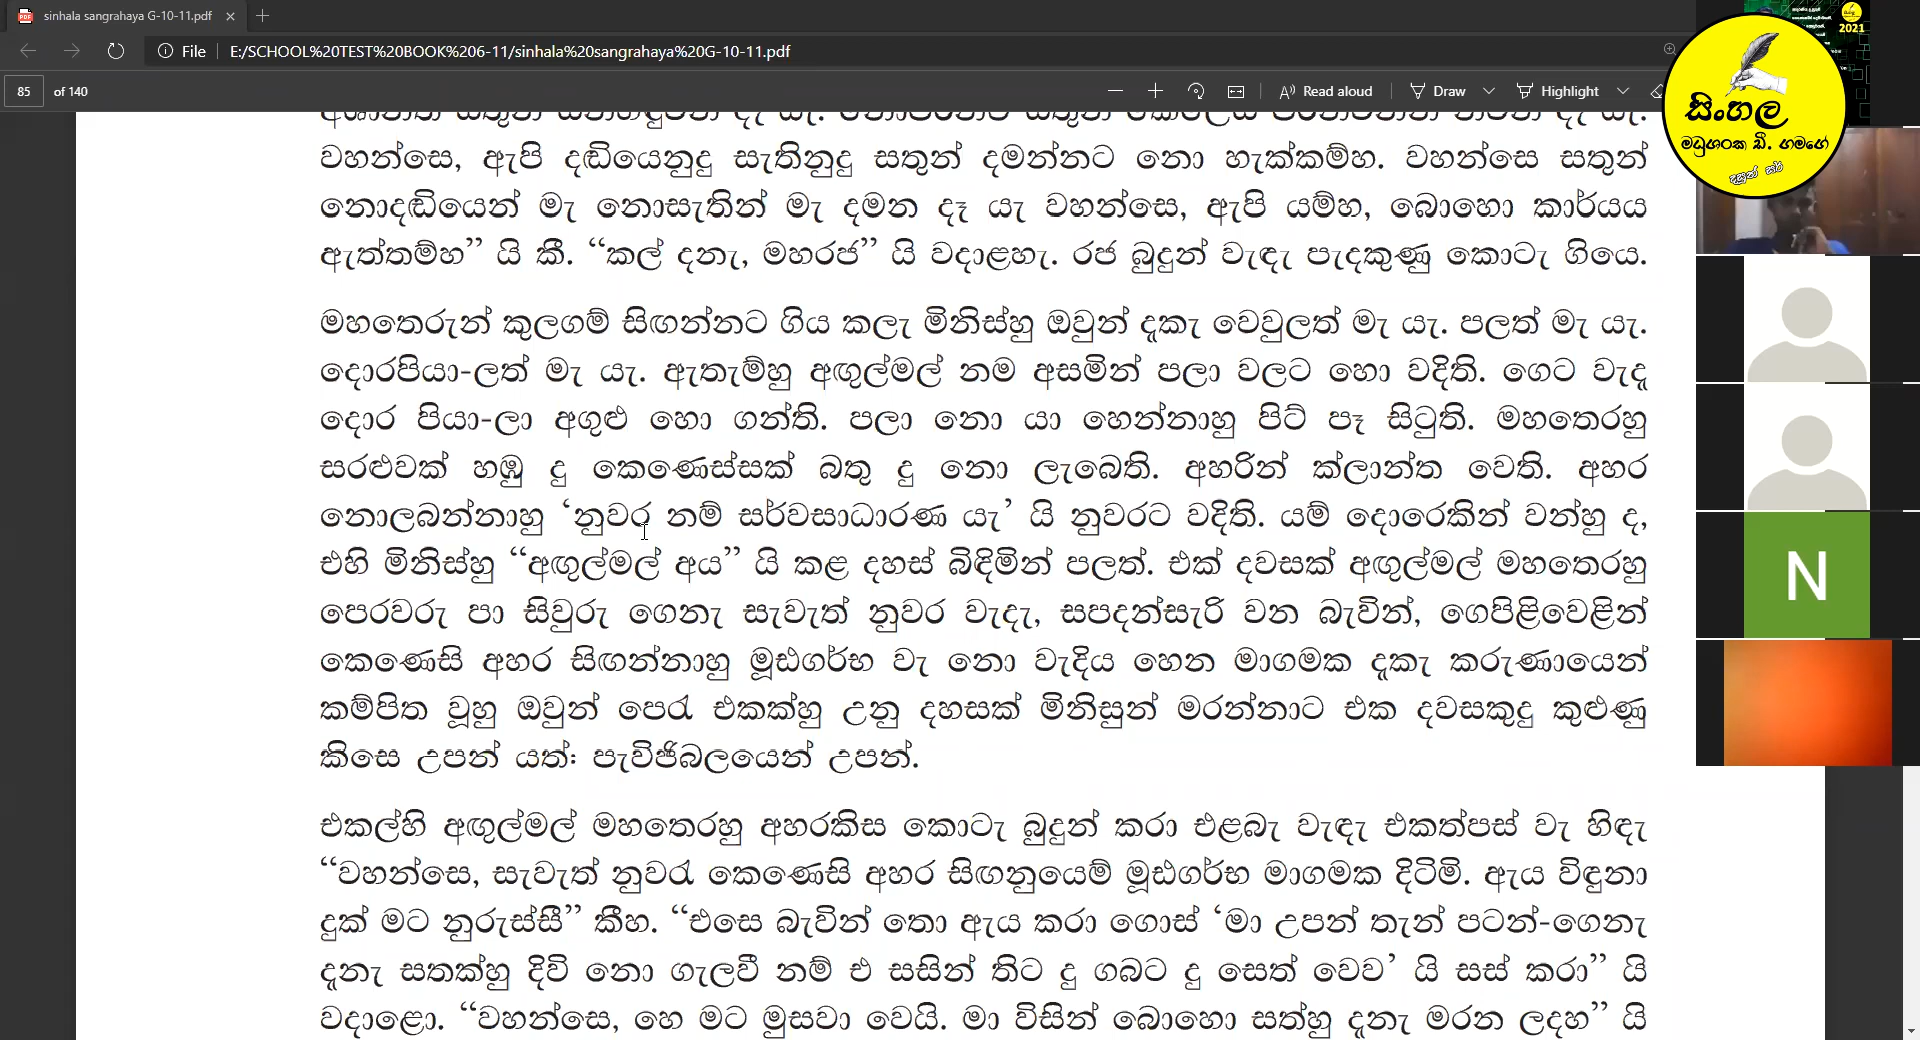 sinhala sangrahaya G-10-11.pdf
File E:/SCHOOL%20TEST%20BOOK%206-11/sinhala%20sangrahaya%20G-10-11.pdf
85 of 140 Read aloud Draw Highlight
2021
සිංහල
මධුශංක ඩී. ගමගේ
වහන්සෙ, ඇපි දඬියෙනුදු සැතිනුදු සතුන් දමන්නට නො හැක්කම්හ. වහන්සෙ සතුන්
නොදඬියෙන් මැ නොසැතින් මැ දමන දෑ යැ වහන්සෙ, ඇපි යම්හ, බොහො කාර්යය
ඇත්තම්හ’’ යි කී. ‘‘කල් දනැ, මහරජ’’ යි වදාළහැ. රජ බුදුන් වැඳැ පැදකුණු කොටැ ගියෙ.
මහතෙරුන් කුලගම් සිඟන්නට ගිය කලැ මිනිස්හු ඔවුන් දැකැ වෙවුලත් මැ යැ. පලත් මැ යැ.
දොරපියා-ලත් මැ යැ. ඇතැම්හු අඟුල්මල් නම අසමින් පලා වලට හො වදිති. ගෙට වැද
දොර පියා-ලා අගුළු හො ගන්ති. පලා නො යා හෙන්නාහු පිට් පෑ සිටුති. මහතෙරහු
සරළුවක් හඹු දු කෙණෙස්සක් බතු දු නො ලැබෙති. අහරින් ක්ලාන්ත වෙති. අහර
නොලබන්නාහු ‘නුවර නම් සර්වසාධාරණ යැ’ යි නුවරට වදිති. යම් දොරෙකින් වන්හු ද,
එහි මිනිස්හු ‘‘අඟුල්මල් අය’’ යි කළ දහස් බිඳිමින් පලත්. එක් දවසක් අඟුල්මල් මහතෙරහු
පෙරවරු පා සිවුරු ගෙනැ සැවැත් නුවර වැදැ, සපදන්සැරි වන බැවින්, ගෙපිළිවෙළින්
කෙණෙසි අහර සිඟන්නාහු මූඪගර්භ වැ නො වැදිය හෙන මාගමක දැකැ කරුණායෙන්
කම්පිත වූහු ඔවුන් පෙරැ එකක්හු උනු දහසක් මිනිසුන් මරන්නාට එක දවසකුදු කුළුණු
කිසෙ උපන් යත්: පැවිජිබලයෙන් උපන්.
එකල්හි අඟුල්මල් මහතෙරහු අහරකිස කොටැ බුදුන් කරා එළබැ වැඳැ එකත්පස් වැ හිඳැ
‘‘වහන්සෙ, සැවැත් නුවරැ කෙණෙසි අහර සිඟනුයෙම් මූඪගර්භ මාගමක දිටිමි. ඇය විඳුනා
දුක් මට නුරුස්සී’’ කීහ. ‘‘එසෙ බැවින් තො ඇය කරා ගොස් ‘මා උපන් තැන් පටන්-ගෙනැ
දැනැ සතක්හු දිවි නො ගැලවී නම් එ සසින් තිට දු ගබට දු සෙත් වෙව’ යි සස් කරා’’ යි
වදාළො. ‘‘වහන්සෙ, හෙ මට මුසවා වෙයි. මා විසින් බොහො සත්හු දැනැ මරන ලදහ’’ යි
N